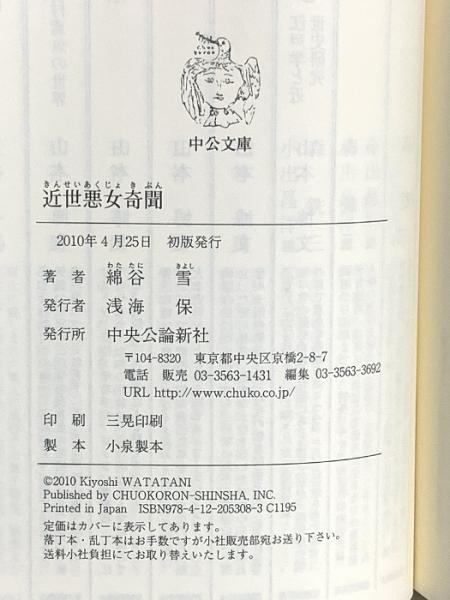 中公文庫
きんせいあくじょきぶん
近世悪女奇聞
2010年4月25日 初版発行
わたたに きよし
著者 綿谷 雪
発行者 浅海 保
発行所 中央公論新社
〒104-8320 東京都中央区京橋2-8-7
電話 販売 03-3563-1431 編集 03-3563-3692
URL http://www.chuko.co.jp/
印刷 三晃印刷
製本 小泉製本
©2010 Kiyoshi WATATANI
Published by CHUOKORON-SHINSHA, INC.
Printed in Japan ISBN978-4-12-205308-3 C1195
定価はカバーに表示してあります。
落丁本・乱丁本はお手数ですが小社販売部宛お送り下さい。
送料小社負担にてお取り替えいたします。